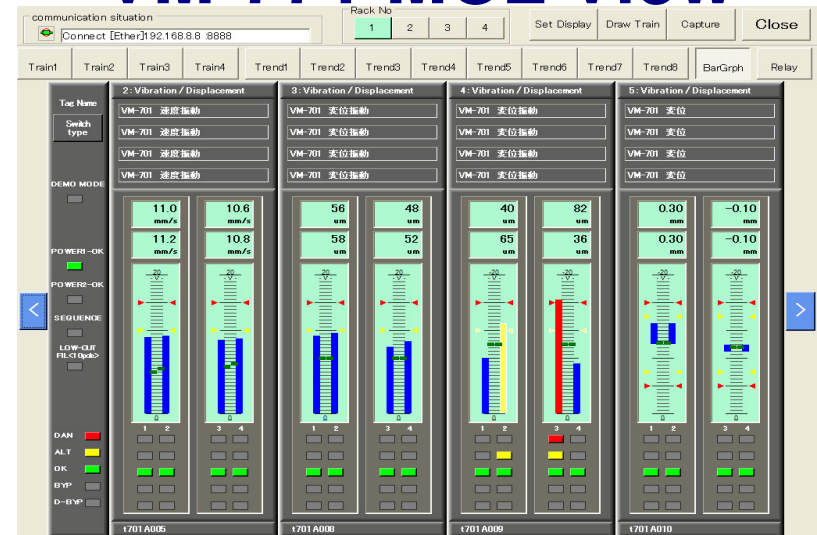 VM-774 MCL VIEW
communication situation
Connect [Ether]192.168.8.8 :8888
Rack No
1 2 3 4
Set Display Draw Train Capture Close
Train1 Train2 Train3 Train4 Trend1 Trend2 Trend3 Trend4 Trend5 Trend6 Trend7 Trend8 BarGrph Relay
Tag Name
Switch type
DEMO MODE
POWER1-OK
POWER2-OK
SEQUENCE
LOW-CUT
DAN
ALT
OK
BYP
D-BYP
2:Vibration/Displacement
VM-701 速度振動
VM-701 速度振動
VM-701 速度振動
VM-701 速度振動
11.0 mm/s 10.6 mm/s
11.2 mm/s 10.8 mm/s
20 20
0 0
1 2 3 4
t701A005
3:Vibration/Displacement
VM-701 変位振動
VM-701 変位振動
VM-701 変位振動
VM-701 変位振動
56 um 48 um
58 um 52 um
1 2 3 4
t701A008
4:Vibration/Displacement
VM-701 変位振動
VM-701 変位振動
VM-701 変位振動
VM-701 変位振動
40 um 82 um
65 um 36 um
1 2 3 4
t701A009
5:Vibration/Displacement
VM-701 変位
VM-701 変位
VM-701 変位
VM-701 変位
0.30 mm -0.10 mm
0.30 mm -0.10 mm
1 2 3 4
t701A010